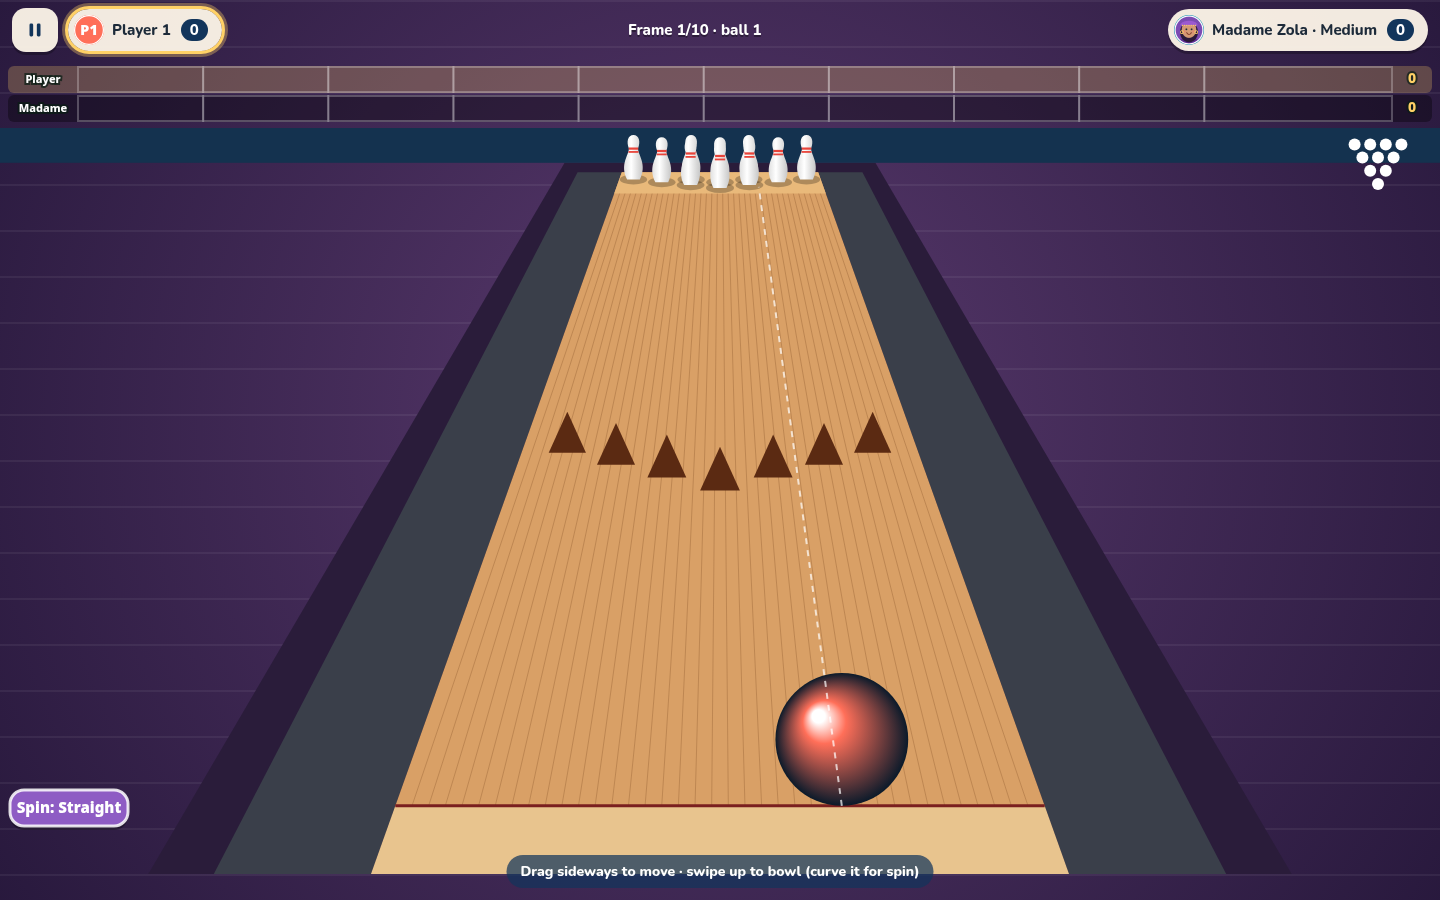 P1 Player 1 0
Frame 1/10 · ball 1
Madame Zola · Medium 0
Player 0
Madame 0
Spin: Straight
Drag sideways to move · swipe up to bowl (curve it for spin)